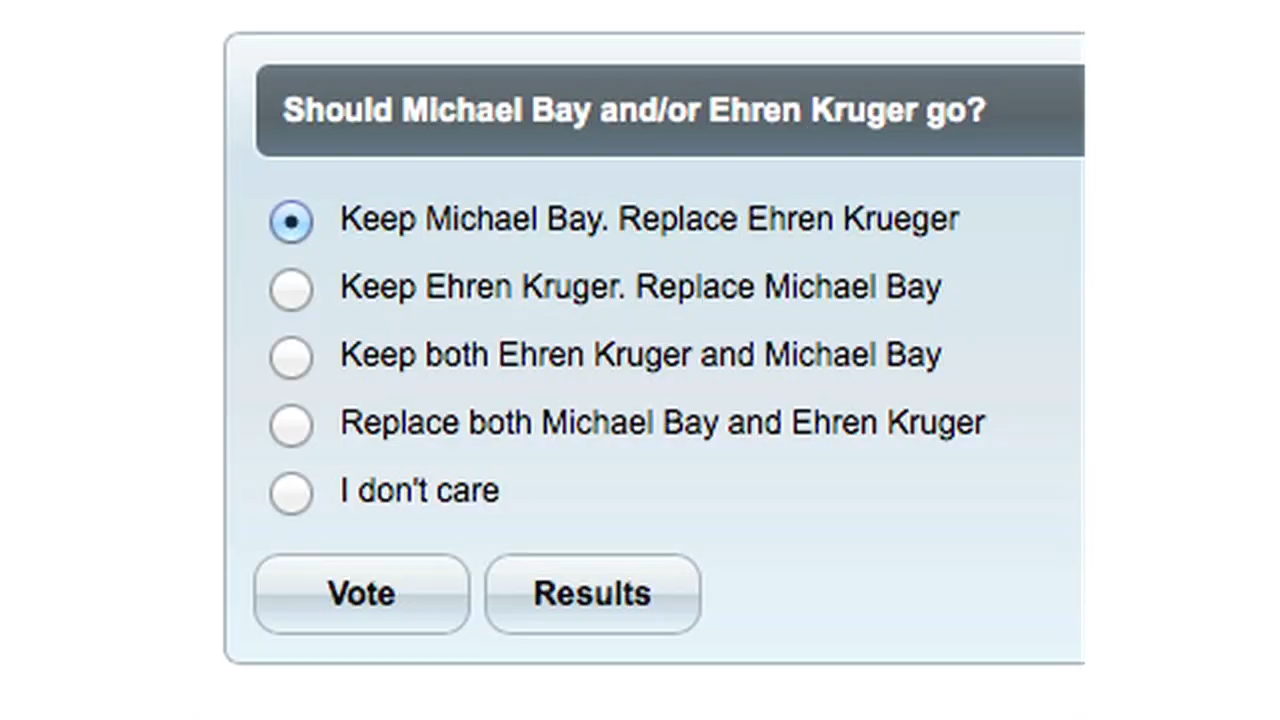 Should MIchael Bay and/or Ehren Kruger go?
Keep Michael Bay. Replace Ehren Krueger
Keep Ehren Kruger. Replace Michael Bay
Keep both Ehren Kruger and Michael Bay
Replace both Michael Bay and Ehren Kruger
I don't care
Vote
Results